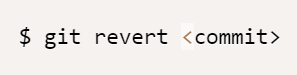 $ git revert <commit>